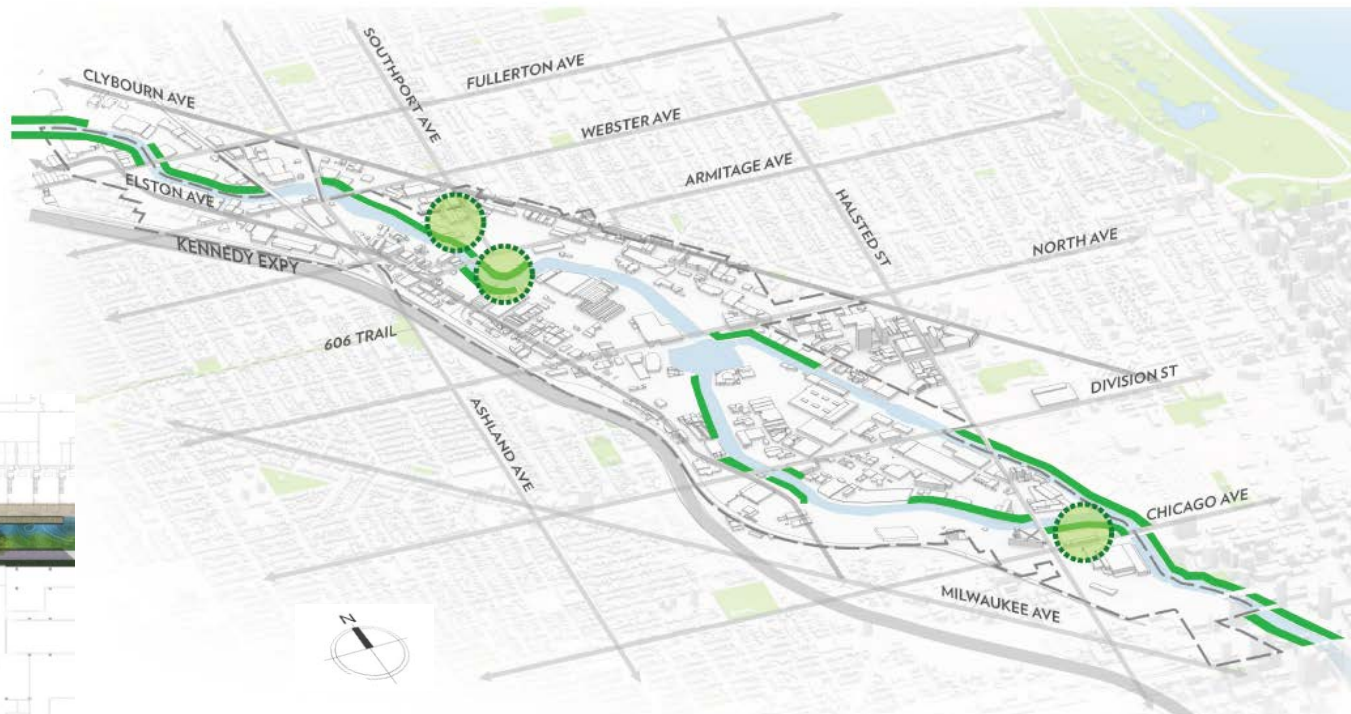 CLYBOURN AVE
SOUTHPORT AVE
FULLERTON AVE
WEBSTER AVE
ARMITAGE AVE
HALSTED ST
NORTH AVE
ELSTON AVE
KENNEDY EXPY
606 TRAIL
ASHLAND AVE
DIVISION ST
CHICAGO AVE
MILWAUKEE AVE
N